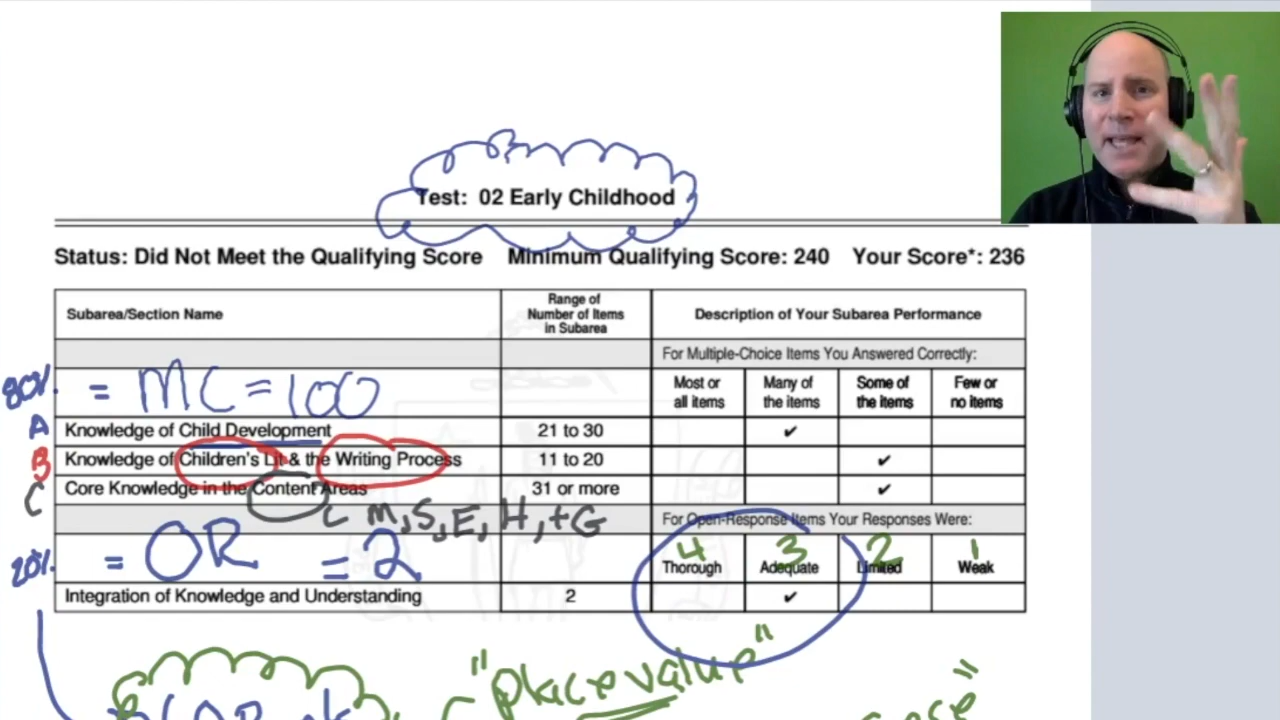 Test: 02 Early Childhood
Status: Did Not Meet the Qualifying Score Minimum Qualifying Score: 240 Your Score*: 236
Subarea/Section Name
Range of
Number of Items
in Subarea
Description of Your Subarea Performance
For Multiple-Choice Items You Answered Correctly:
80% = MC = 100
Most or
all items
Many of
the items
Some of
the items
Few or
no items
A Knowledge of Child Development 21 to 30 ✔
B Knowledge of Children's Lit & the Writing Process 11 to 20 ✔
C Core Knowledge in the Content Areas 31 or more ✔
M, S, E, H, + G
For Open-Response Items Your Responses Were:
20% = OR = 2
4 3 2 1
Thorough Adequate Limited Weak
Integration of Knowledge and Understanding 2 ✔
"place value"